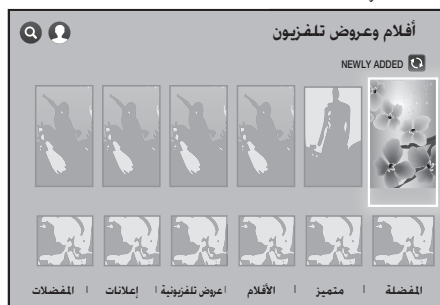 أفلام وعروض تلفزيون
NEWLY ADDED
المفضلة | متميز | الأفلام | عروض تلفزيونية | إعلانات | المفضلات